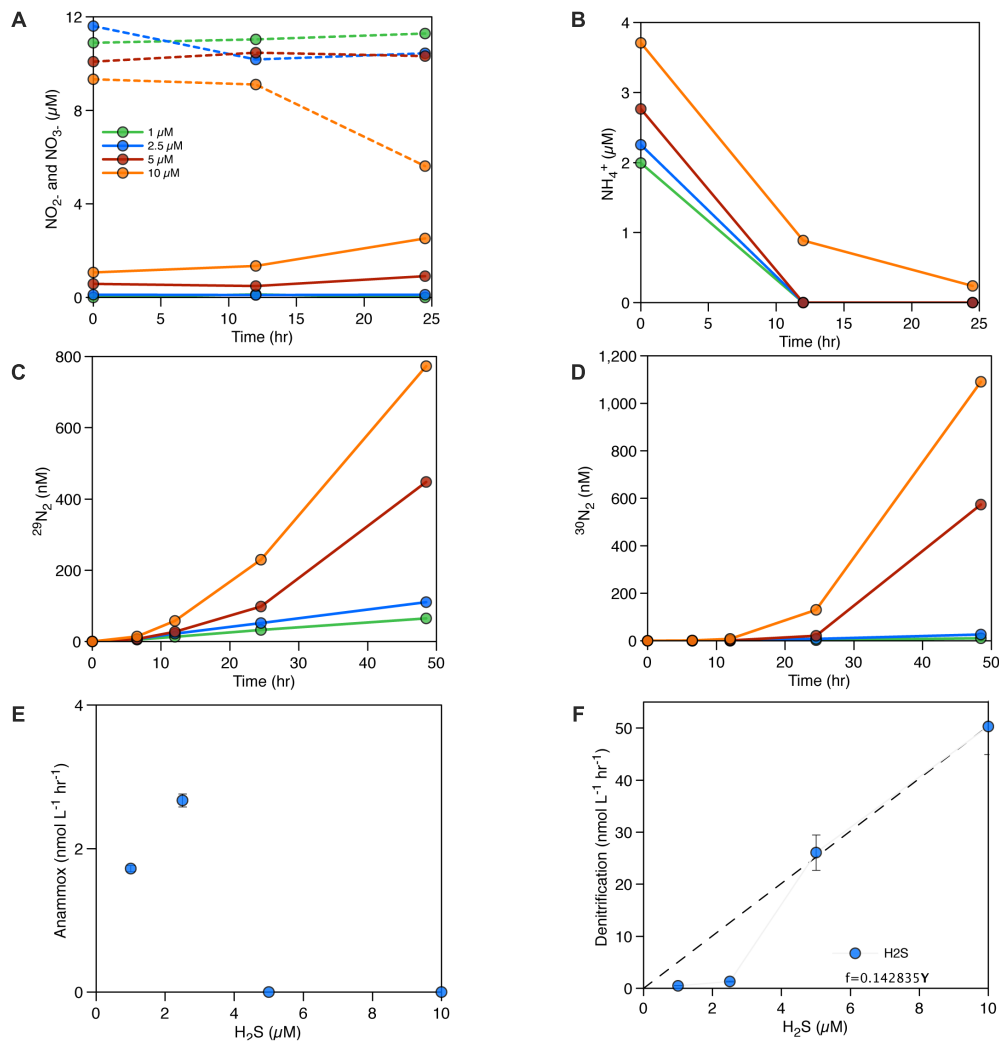 A
NO2- and NO3- (µM)
12
8
4
0
1 µM
2.5 µM
5 µM
10 µM
0 5 10 15 20 25
Time (hr)
B
NH4+ (µM)
4
3
2
1
0
0 5 10 15 20 25
Time (hr)
C
29N2 (nM)
800
600
400
200
0
0 10 20 30 40 50
Time (hr)
D
30N2 (nM)
1,200
1,000
800
600
400
200
0
0 10 20 30 40 50
Time (hr)
E
Anammox (nmol L-1 hr-1)
4
2
0
0 2 4 6 8 10
H2S (µM)
F
Denitrification (nmol L-1 hr-1)
50
40
30
20
10
0
H2S
f=0.142835Y
0 2 4 6 8 10
H2S (µM)